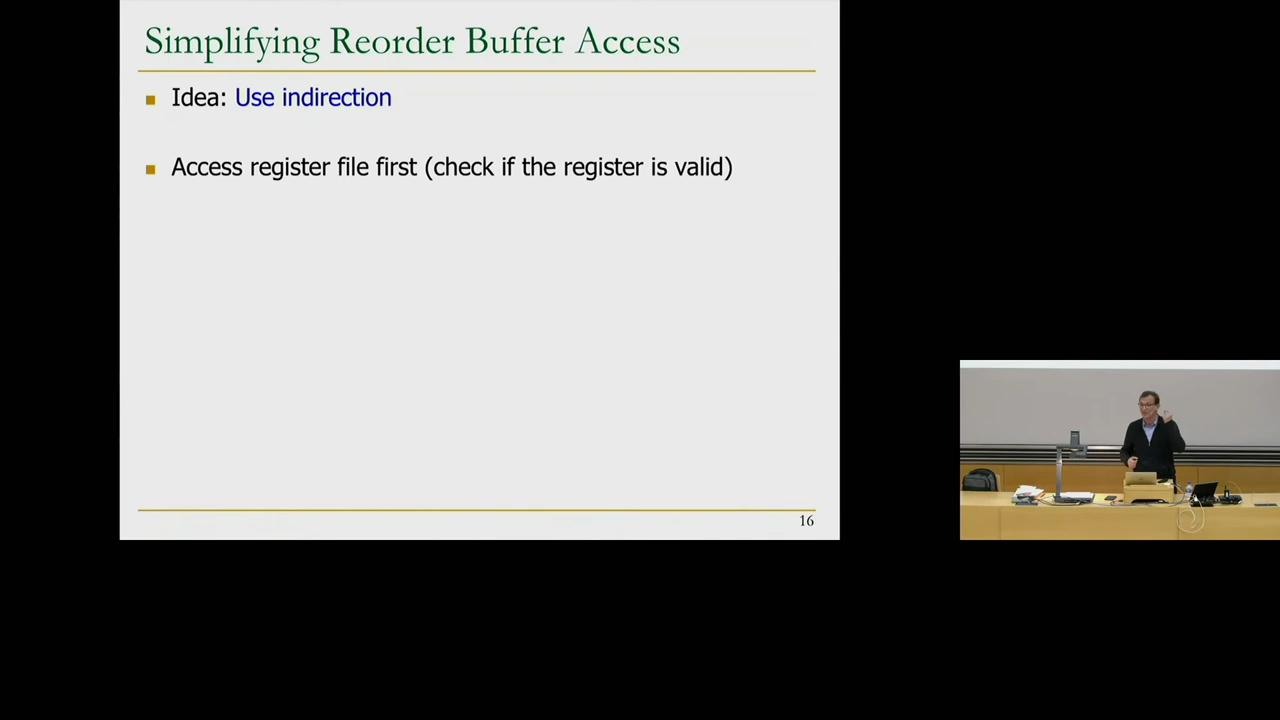 Simplifying Reorder Buffer Access
Idea: Use indirection
Access register file first (check if the register is valid)
16